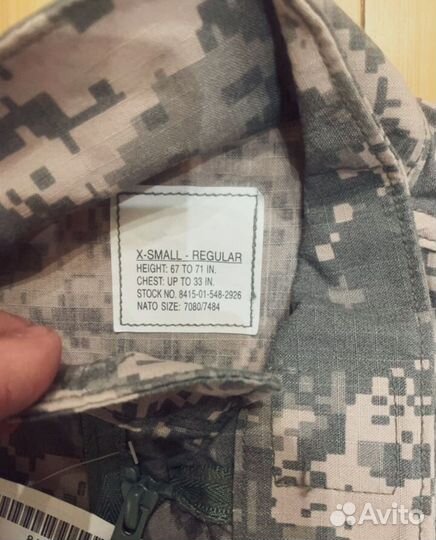 X-SMALL - REGULAR
HEIGHT: 67 TO 71 IN.
CHEST: UP TO 33 IN.
STOCK NO. 8415-01-548-2926
NATO SIZE: 7080/7484
Avito